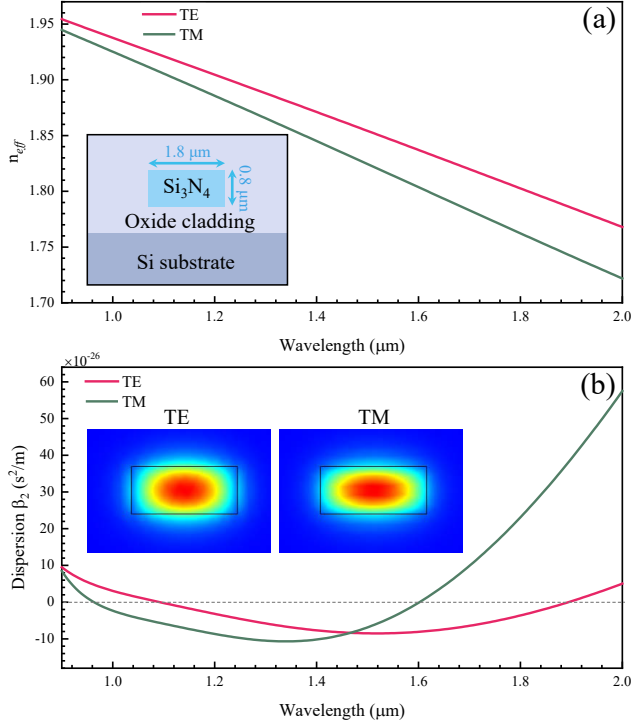 (a)
TE
TM
1.95
1.90
1.85
1.80
1.75
1.70
n_eff
1.8 μm
0.8 μm
Si₃N₄
Oxide cladding
Si substrate
1.0 1.2 1.4 1.6 1.8 2.0
Wavelength (μm)
×10⁻²⁶
(b)
TE
TM
60
50
40
30
20
10
0
-10
Dispersion β₂ (s²/m)
TE TM
1.0 1.2 1.4 1.6 1.8 2.0
Wavelength (μm)